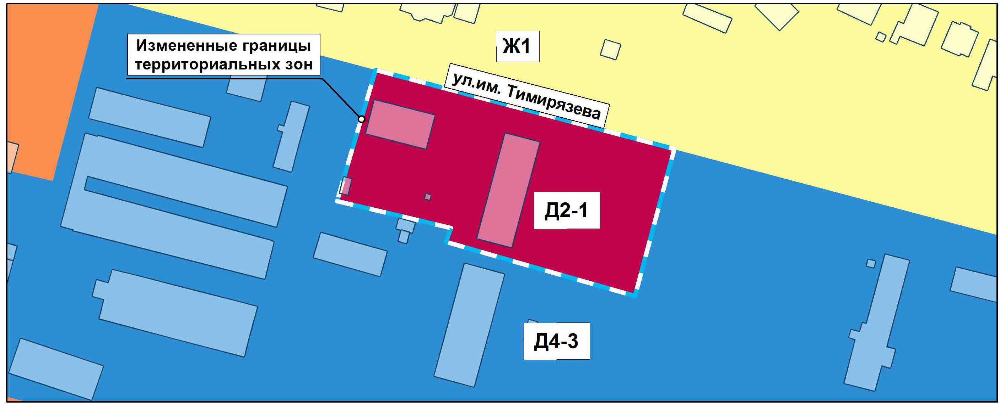 Измененные границы
территориальных зон
Ж1
ул.им. Тимирязева
Д2-1
Д4-3